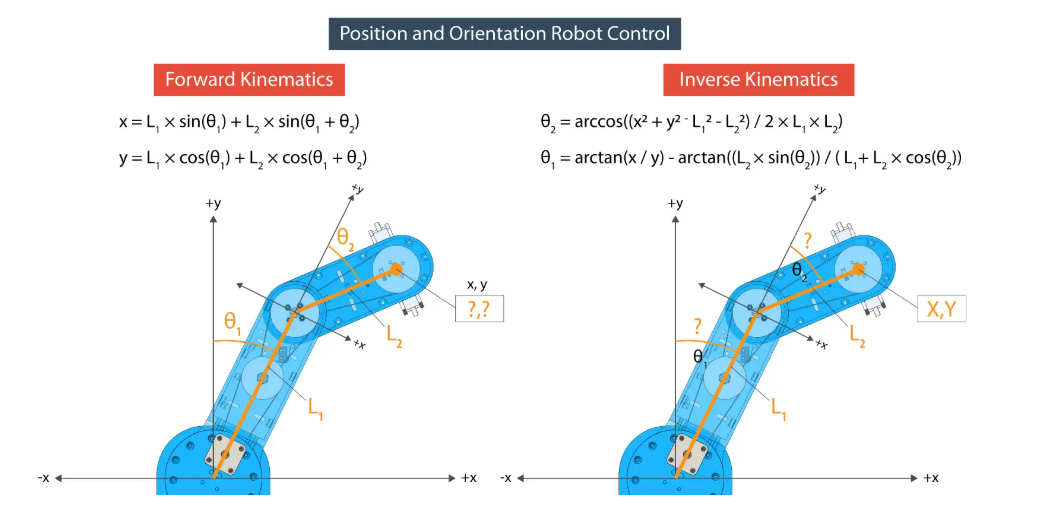 Position and Orientation Robot Control
Forward Kinematics
x = L₁ × sin(θ₁) + L₂ × sin(θ₁ + θ₂)
y = L₁ × cos(θ₁) + L₂ × cos(θ₁ + θ₂)
+y
+y
θ₂
x, y
?,?
θ₁
+x
L₂
L₁
-x
+x
Inverse Kinematics
θ₂ = arccos((x² + y² - L₁² - L₂²) / 2 × L₁ × L₂)
θ₁ = arctan(x / y) - arctan((L₂ × sin(θ₂)) / ( L₁+ L₂ × cos(θ₂))
+y
+y
?
θ₂
X,Y
?
θ₁
+x
L₂
L₁
-x
+x